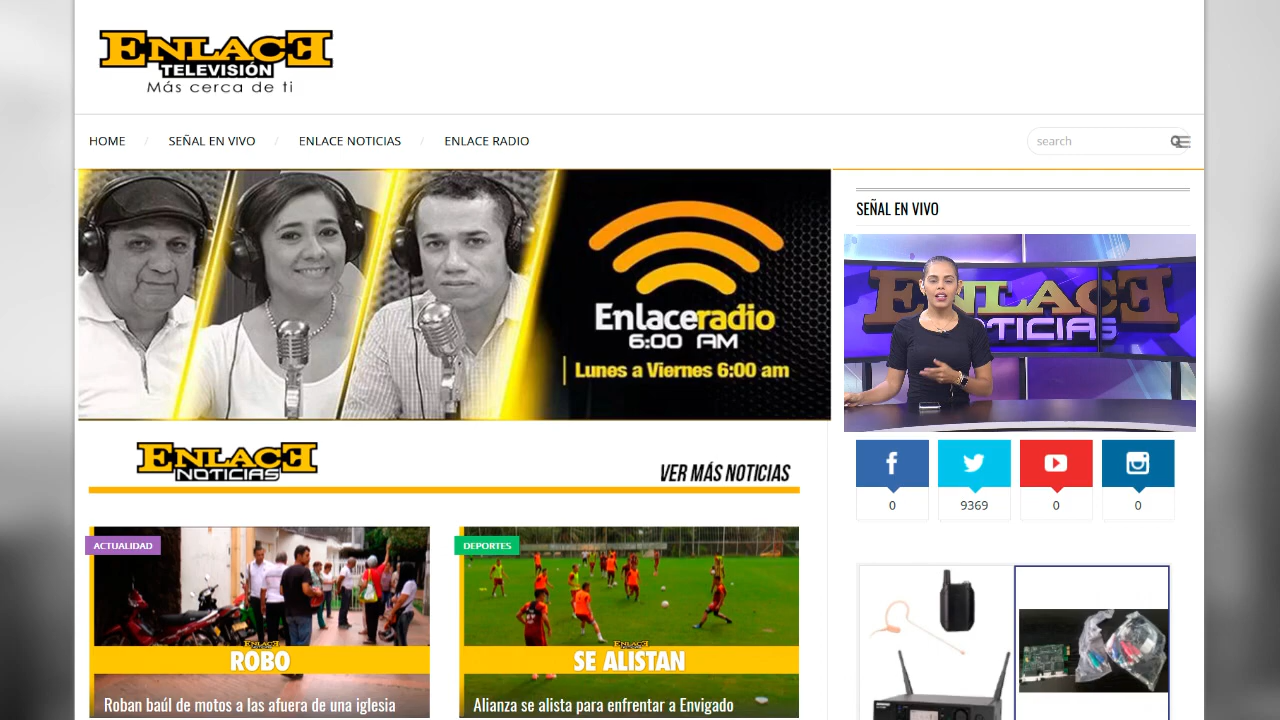 ENLACE
TELEVISIÓN
Más cerca de ti
HOME / SEÑAL EN VIVO / ENLACE NOTICIAS / ENLACE RADIO
search
Enlaceradio
6:00 AM
Lunes a Viernes 6:00 am
SEÑAL EN VIVO
ENLACE
NOTICIAS
9369
0
0
0
ENLACE
NOTICIAS
VER MÁS NOTICIAS
ACTUALIDAD
ROBO
Roban baúl de motos a las afuera de una iglesia
DEPORTES
SE ALISTAN
Alianza se alista para enfrentar a Envigado